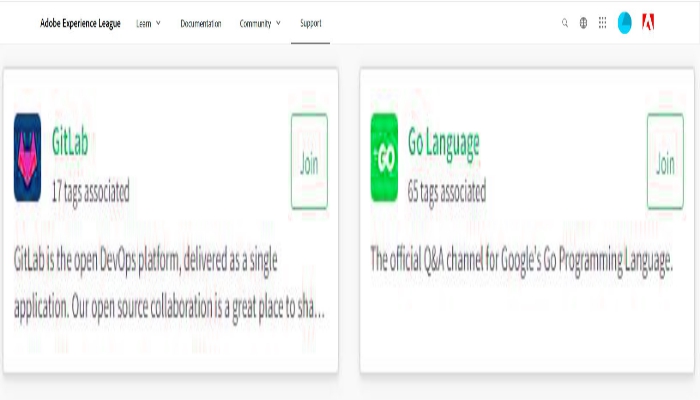 Adobe Experience League Learn Documentation Community Support
GitLab
17 tags associated
Join
GitLab is the open DevOps platform, delivered as a single
application. Our open source collaboration is a great place to sha...
GO
Go Language
65 tags associated
Join
The official Q&A channel for Google's Go Programming Language.